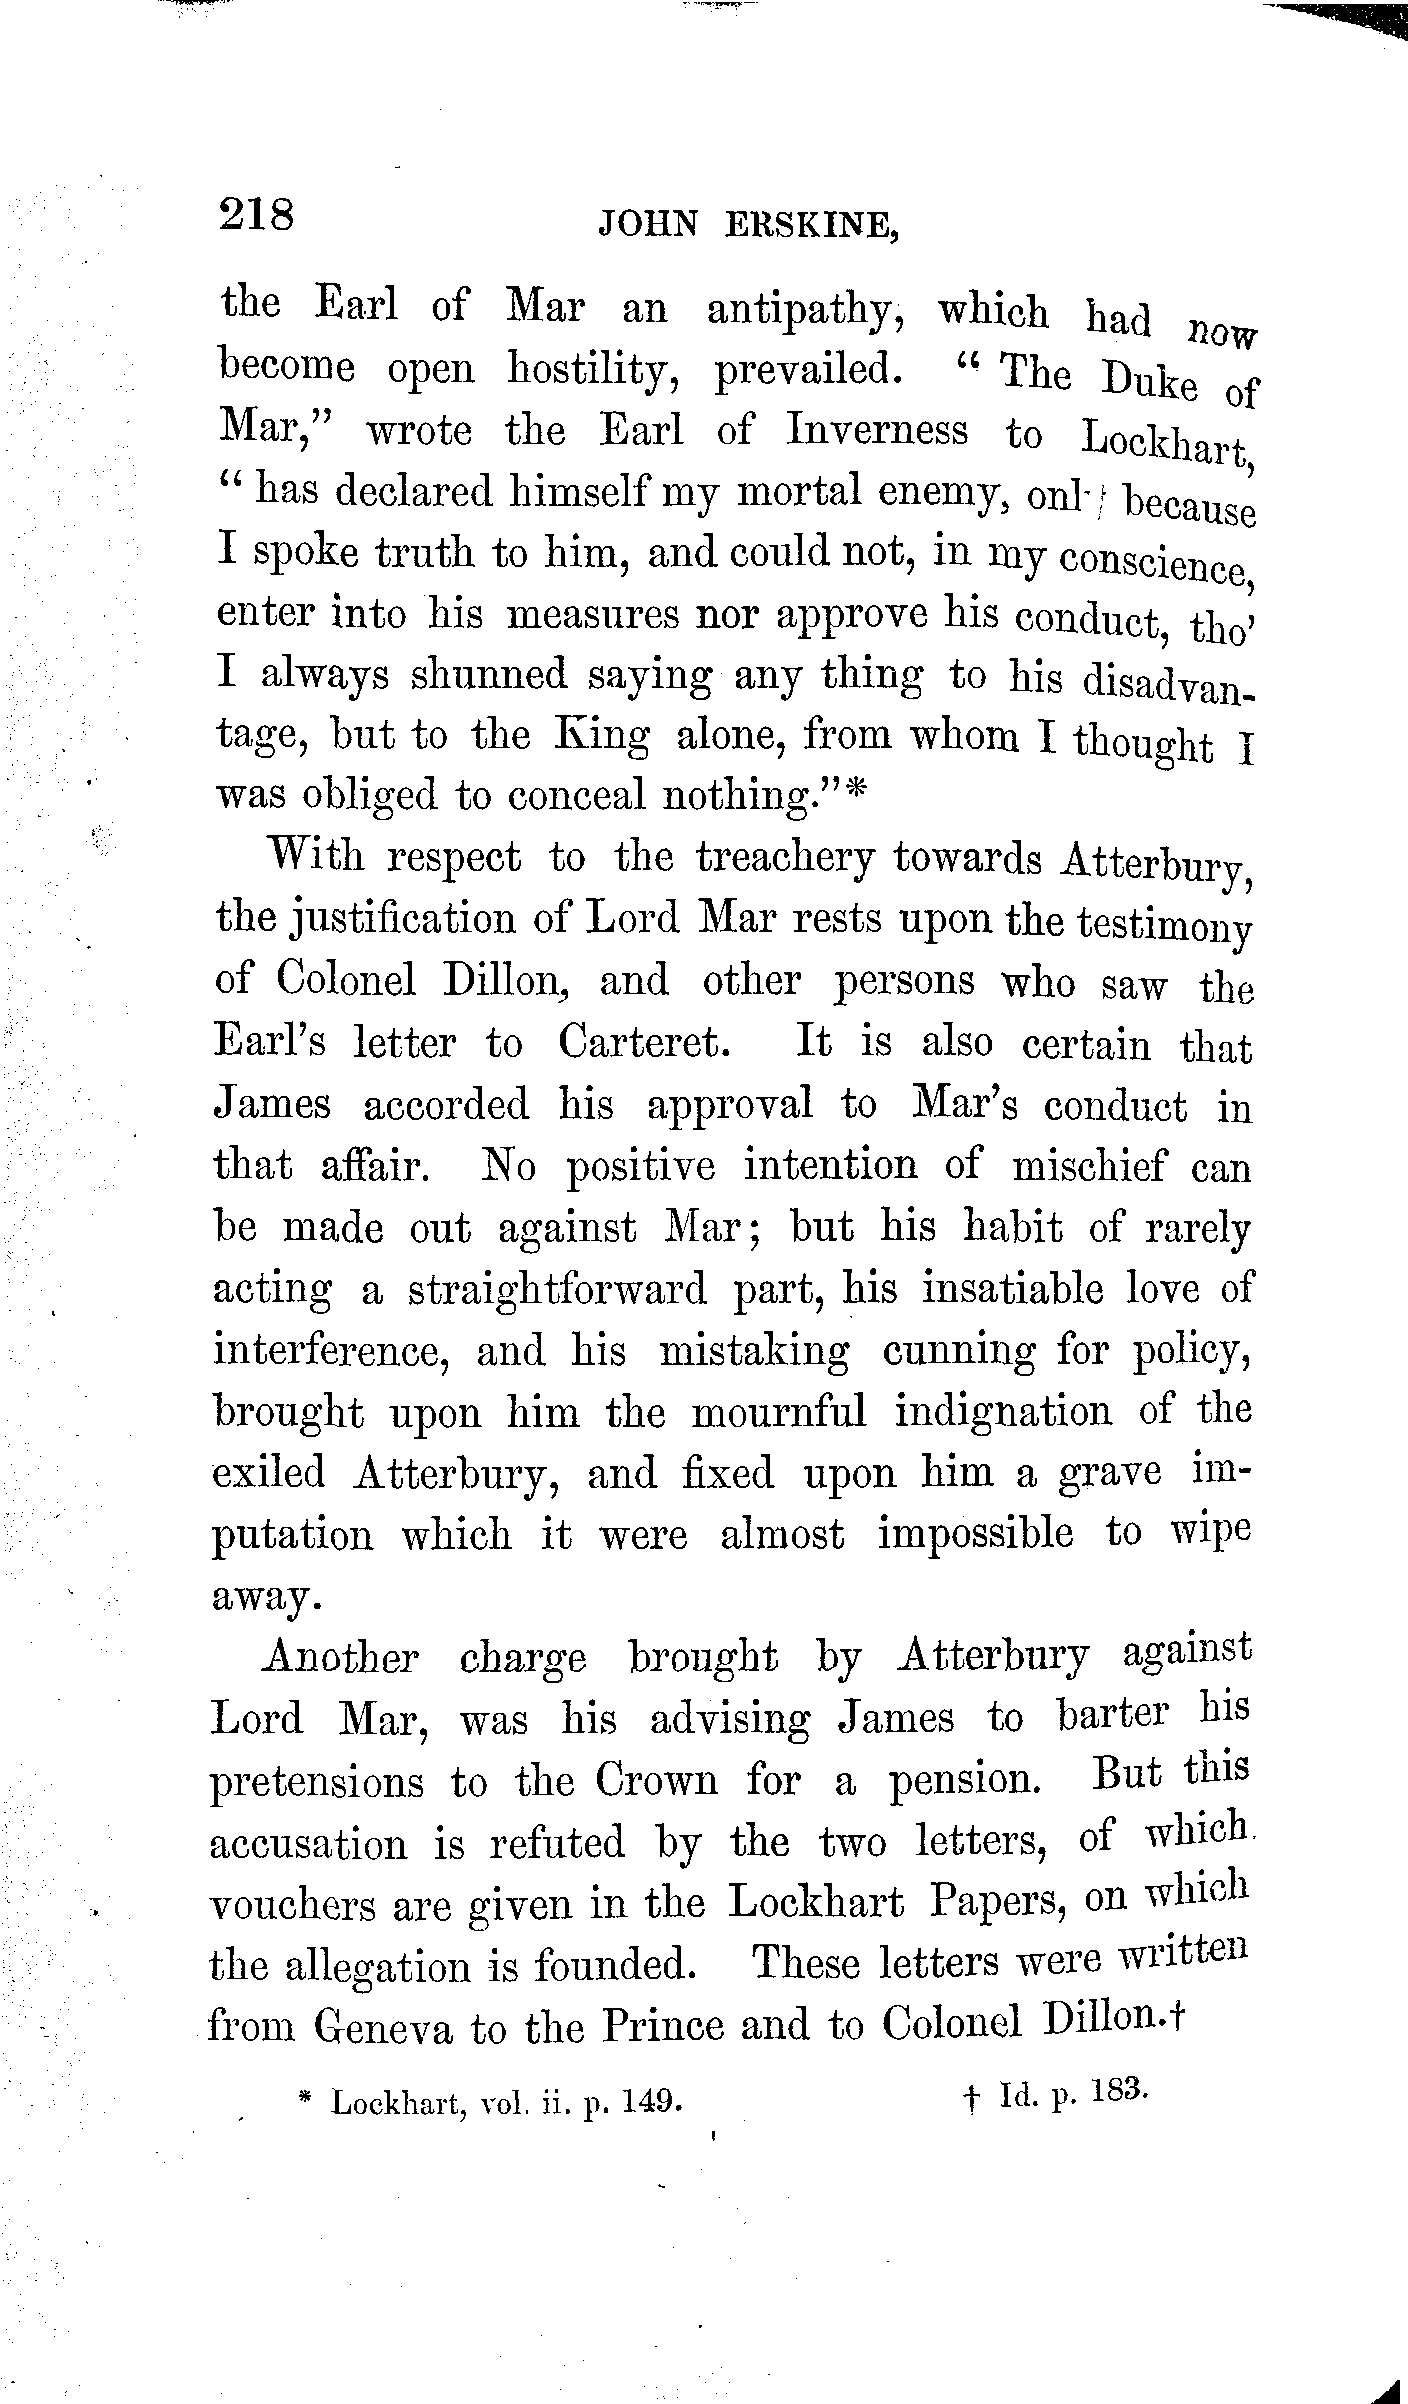 218 JOHN ERSKINE,
the Earl of Mar an antipathy, which had now
become open hostility, prevailed. “ The Duke of
Mar,” wrote the Earl of Inverness to Lockhart,
“ has declared himself my mortal enemy, only because
I spoke truth to him, and could not, in my conscience,
enter into his measures nor approve his conduct, tho’
I always shunned saying any thing to his disadvan-
tage, but to the King alone, from whom I thought I
was obliged to conceal nothing.”*
With respect to the treachery towards Atterbury,
the justification of Lord Mar rests upon the testimony
of Colonel Dillon, and other persons who saw the
Earl’s letter to Carteret. It is also certain that
James accorded his approval to Mar’s conduct in
that affair. No positive intention of mischief can
be made out against Mar; but his habit of rarely
acting a straightforward part, his insatiable love of
interference, and his mistaking cunning for policy,
brought upon him the mournful indignation of the
exiled Atterbury, and fixed upon him a grave im-
putation which it were almost impossible to wipe
away.
Another charge brought by Atterbury against
Lord Mar, was his advising James to barter his
pretensions to the Crown for a pension. But this
accusation is refuted by the two letters, of which
vouchers are given in the Lockhart Papers, on which
the allegation is founded. These letters were written
from Geneva to the Prince and to Colonel Dillon.†
* Lockhart, vol. ii. p. 149. † Id. p. 183.